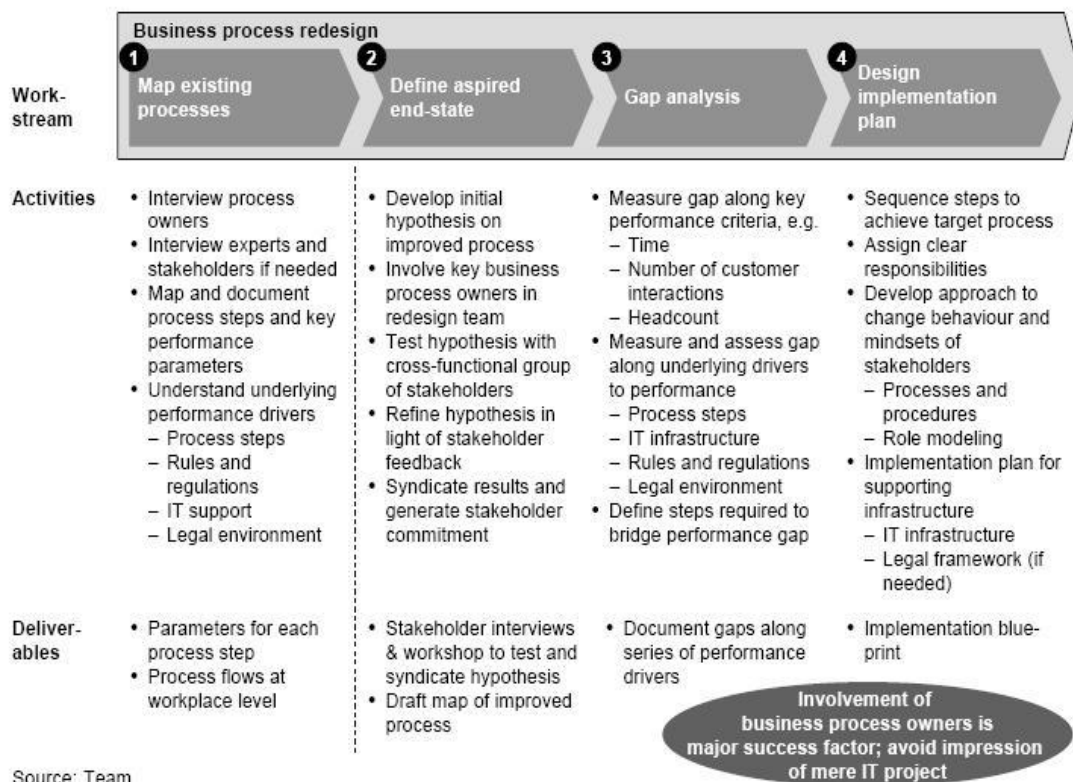 Business process redesign
1
Map existing
processes
2
Define aspired
end-state
3
Gap analysis
4
Design
implementation
plan
Work-
stream
Activities
• Interview process
owners
• Interview experts and
stakeholders if needed
• Map and document
process steps and key
performance
parameters
• Understand underlying
performance drivers
– Process steps
– Rules and
regulations
– IT support
– Legal environment
• Develop initial
hypothesis on
improved process
• Involve key business
process owners in
redesign team
• Test hypothesis with
cross-functional group
of stakeholders
• Refine hypothesis in
light of stakeholder
feedback
• Syndicate results and
generate stakeholder
commitment
• Measure gap along key
performance criteria, e.g.
– Time
– Number of customer
interactions
– Headcount
• Measure and assess gap
along underlying drivers
to performance
– Process steps
– IT infrastructure
– Rules and regulations
– Legal environment
• Define steps required to
bridge performance gap
• Sequence steps to
achieve target process
• Assign clear
responsibilities
• Develop approach to
change behaviour and
mindsets of
stakeholders
– Processes and
procedures
– Role modeling
• Implementation plan for
supporting
infrastructure
– IT infrastructure
– Legal framework (if
needed)
Deliver-
ables
• Parameters for each
process step
• Process flows at
workplace level
• Stakeholder interviews
& workshop to test and
syndicate hypothesis
• Draft map of improved
process
• Document gaps along
series of performance
drivers
• Implementation blue-
print
Involvement of
business process owners is
major success factor; avoid impression
of mere IT project
Source: Team